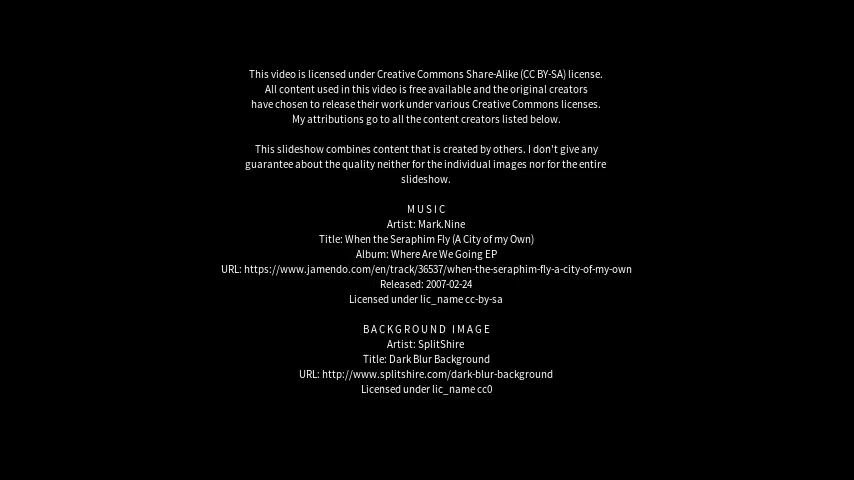 This video is licensed under Creative Commons Share-Alike (CC BY-SA) license.
All content used in this video is free available and the original creators
have chosen to release their work under various Creative Commons licenses.
My attributions go to all the content creators listed below.
This slideshow combines content that is created by others. I don't give any
guarantee about the quality neither for the individual images nor for the entire
slideshow.
MUSIC
Artist: Mark.Nine
Title: When the Seraphim Fly (A City of my Own)
Album: Where Are We Going EP
URL: https://www.jamendo.com/en/track/36537/when-the-seraphim-fly-a-city-of-my-own
Released: 2007-02-24
Licensed under lic_name cc-by-sa
BACKGROUND IMAGE
Artist: SplitShire
Title: Dark Blur Background
URL: http://www.splitshire.com/dark-blur-background
Licensed under lic_name cc0